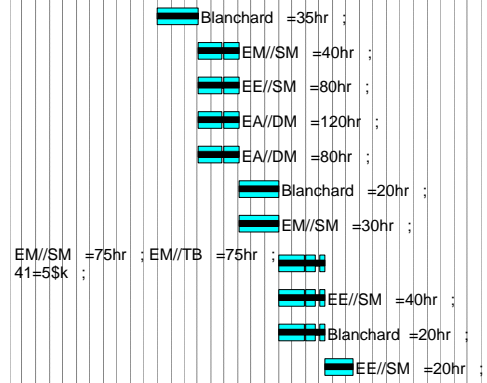 Blanchard =35hr ;
EM//SM =40hr ;
EE//SM =80hr ;
EA//DM =120hr ;
EA//DM =80hr ;
Blanchard =20hr ;
EM//SM =30hr ;
EM//SM =75hr ; EM//TB =75hr ;
41=5$k ;
EE//SM =40hr ;
Blanchard =20hr ;
EE//SM =20hr ;